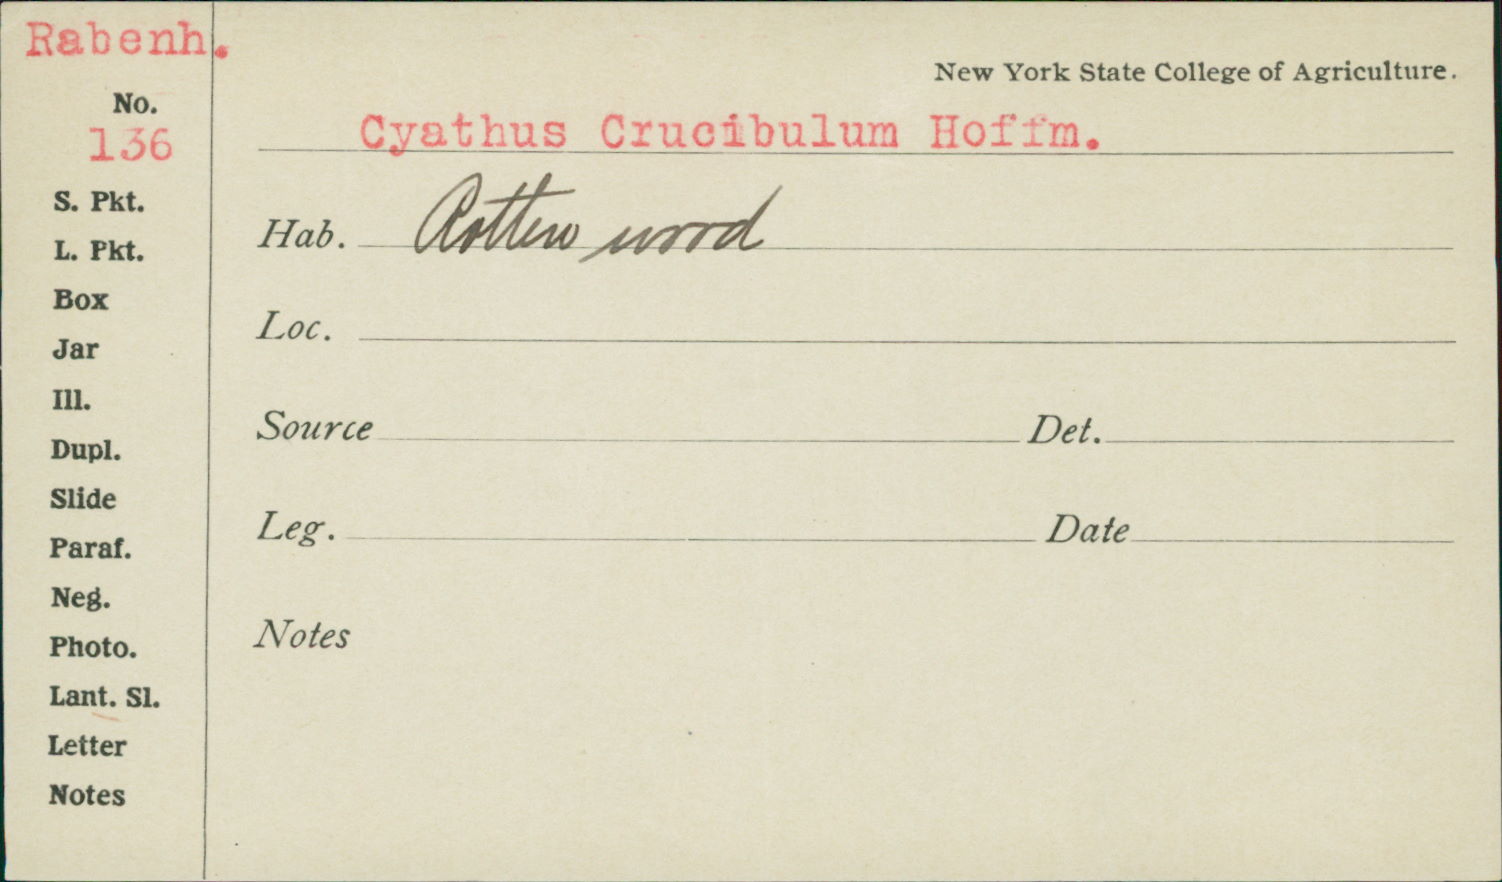 Rabenh.
No.
136
S. Pkt.
L. Pkt.
Box
Jar
Ill.
Dupl.
Slide
Paraf.
Neg.
Photo.
Lant. Sl.
Letter
Notes
New York State College of Agriculture.
Cyathus Crucibulum Hoffm.
Hab. Rotten wood
Loc.
Source Det.
Leg. Date
Notes